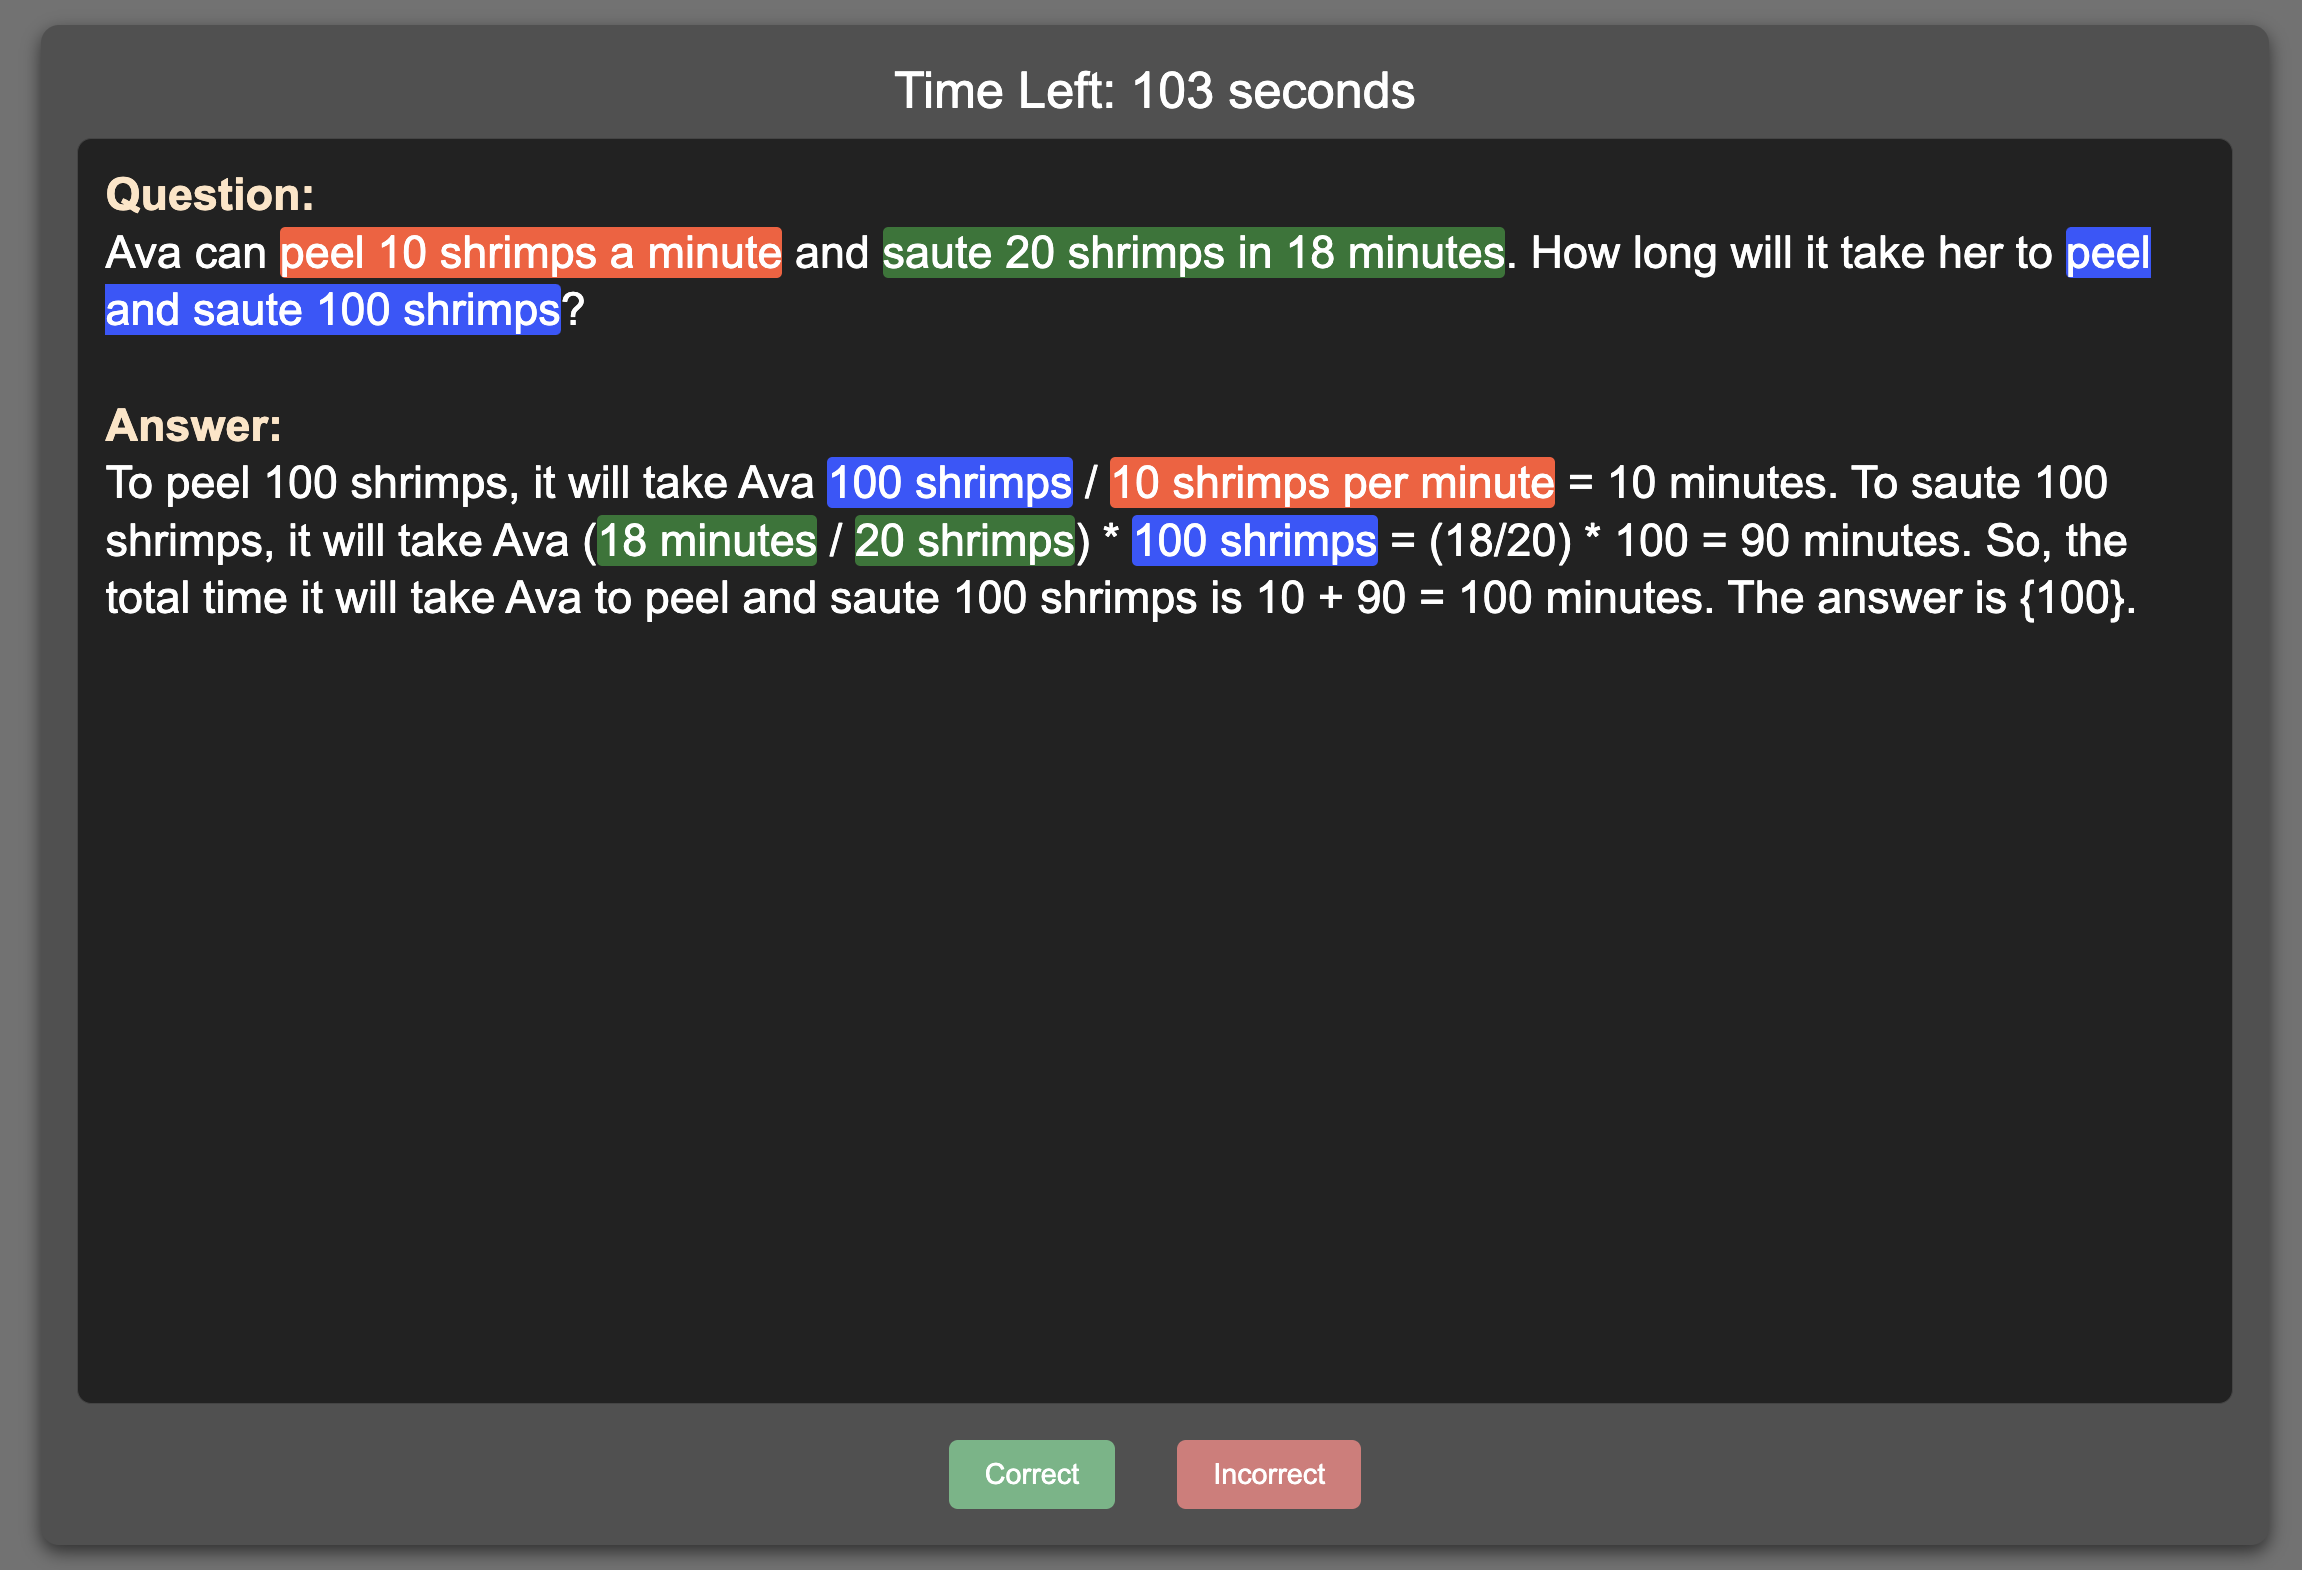 Time Left: 103 seconds
Question:
Ava can peel 10 shrimps a minute and saute 20 shrimps in 18 minutes. How long will it take her to peel
and saute 100 shrimps?
Answer:
To peel 100 shrimps, it will take Ava 100 shrimps / 10 shrimps per minute = 10 minutes. To saute 100
shrimps, it will take Ava (18 minutes / 20 shrimps) * 100 shrimps = (18/20) * 100 = 90 minutes. So, the
total time it will take Ava to peel and saute 100 shrimps is 10 + 90 = 100 minutes. The answer is {100}.
Correct
Incorrect